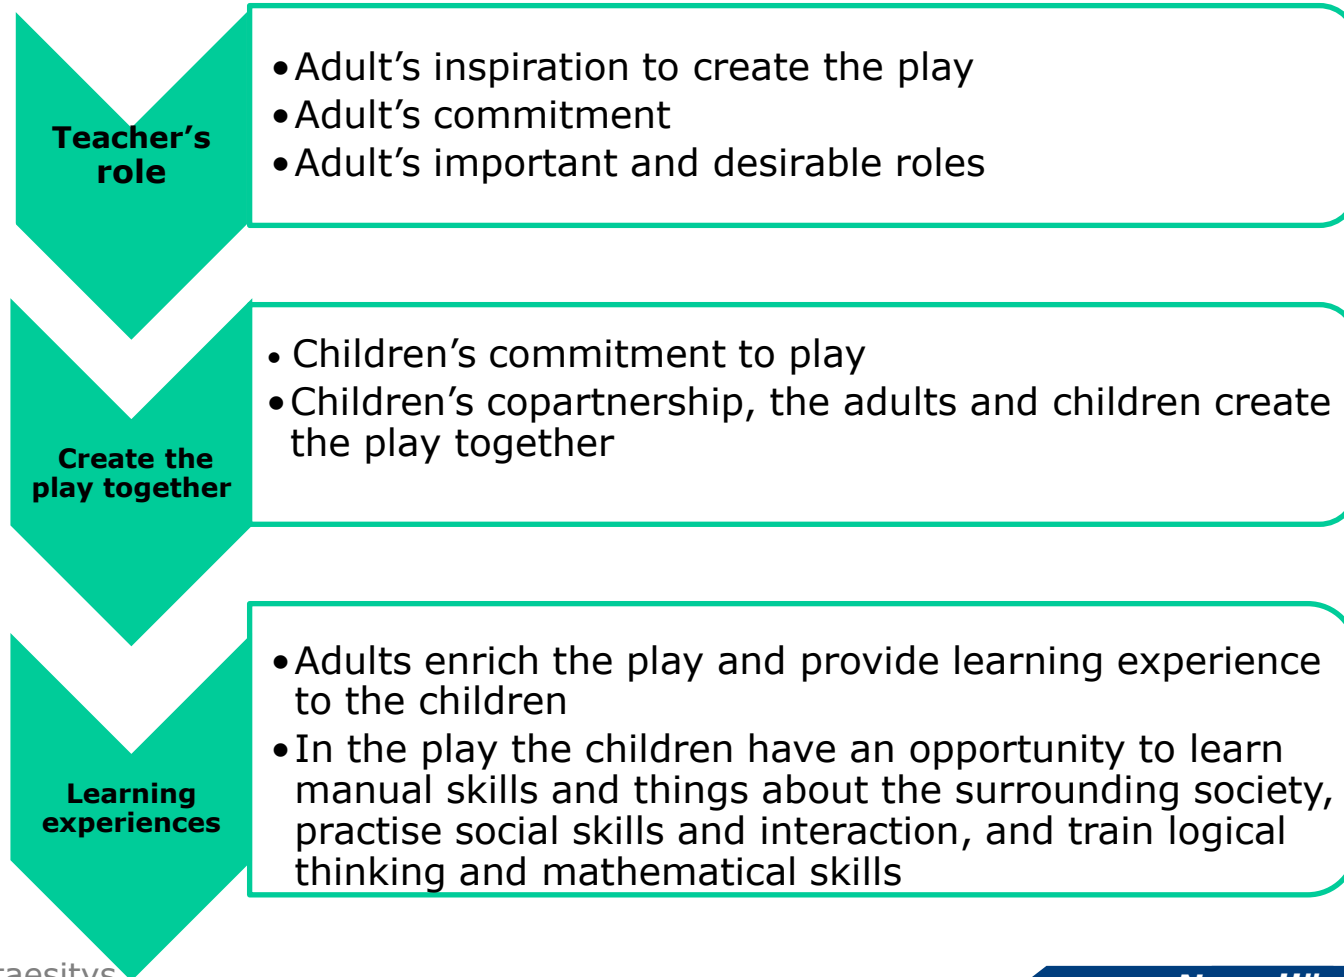 Teacher's
role
•Adult's inspiration to create the play
•Adult's commitment
•Adult's important and desirable roles
Create the
play together
• Children's commitment to play
•Children's copartnership, the adults and children create
the play together
Learning
experiences
•Adults enrich the play and provide learning experience
to the children
•In the play the children have an opportunity to learn
manual skills and things about the surrounding society,
practise social skills and interaction, and train logical
thinking and mathematical skills